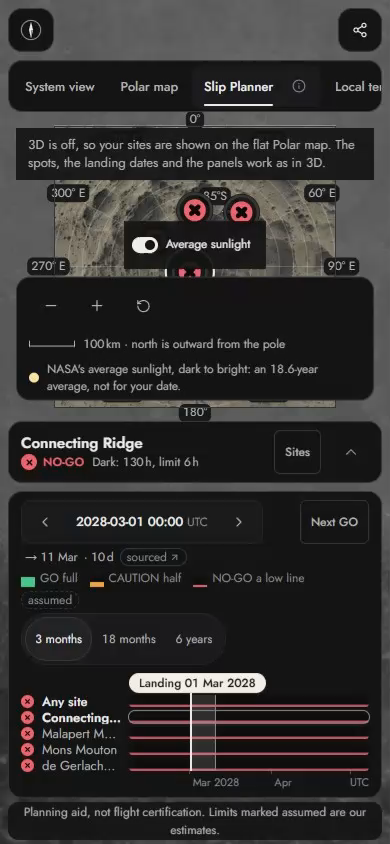 System view Polar map Slip Planner Local ter
0°
3D is off, so your sites are shown on the flat Polar map. The
spots, the landing dates and the panels work as in 3D.
300° E 85°S 60° E
Average sunlight
270° E 90° E
100 km · north is outward from the pole
NASA's average sunlight, dark to bright: an 18.6-year
average, not for your date.
180°
Connecting Ridge
NO-GO Dark: 130 h, limit 6 h
Sites
2028-03-01 00:00 UTC
Next GO
→ 11 Mar · 10 d sourced ↗
GO full CAUTION half NO-GO a low line
assumed
3 months 18 months 6 years
Landing 01 Mar 2028
Any site
Connecting...
Malapert M...
Mons Mouton
de Gerlach...
Mar 2028 Apr UTC
Planning aid, not flight certification. Limits marked assumed are our
estimates.